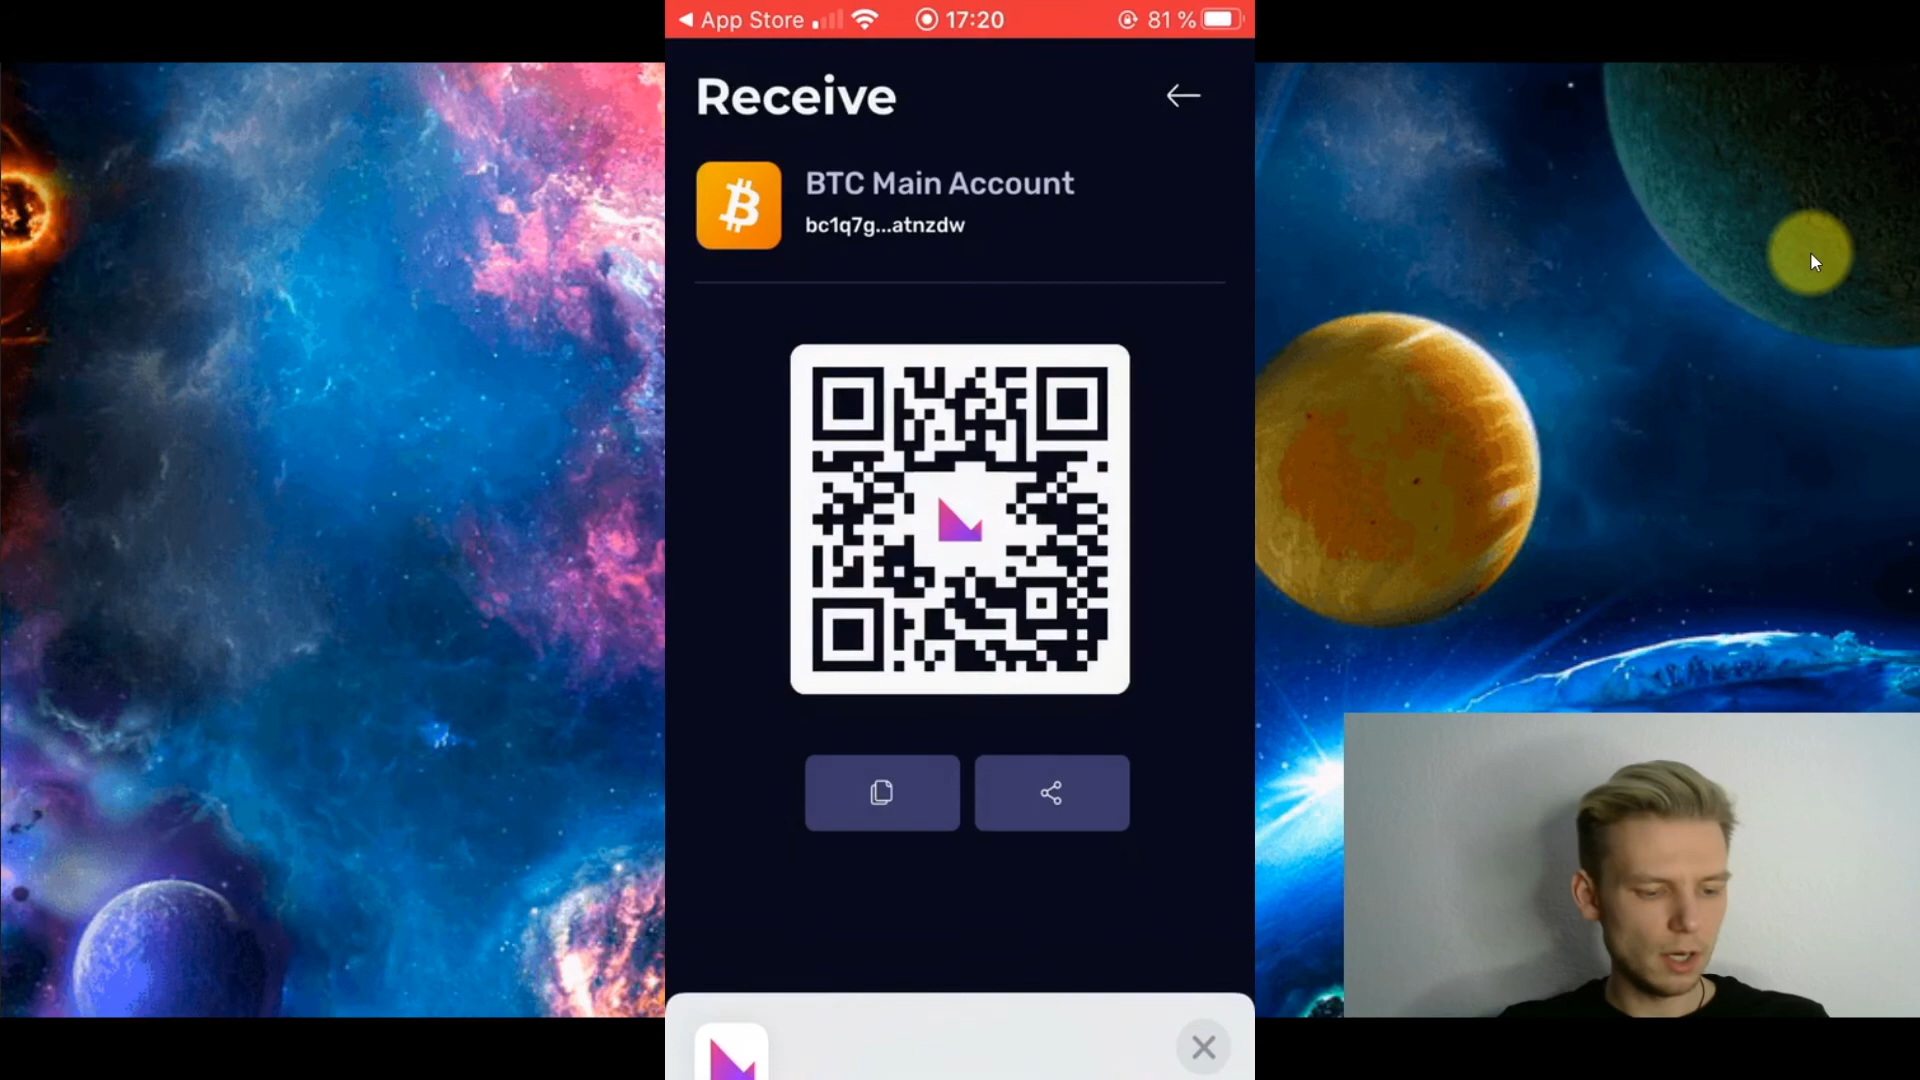 App Store
17:20
81 %
Receive
BTC Main Account
bc1q7g...atnzdw